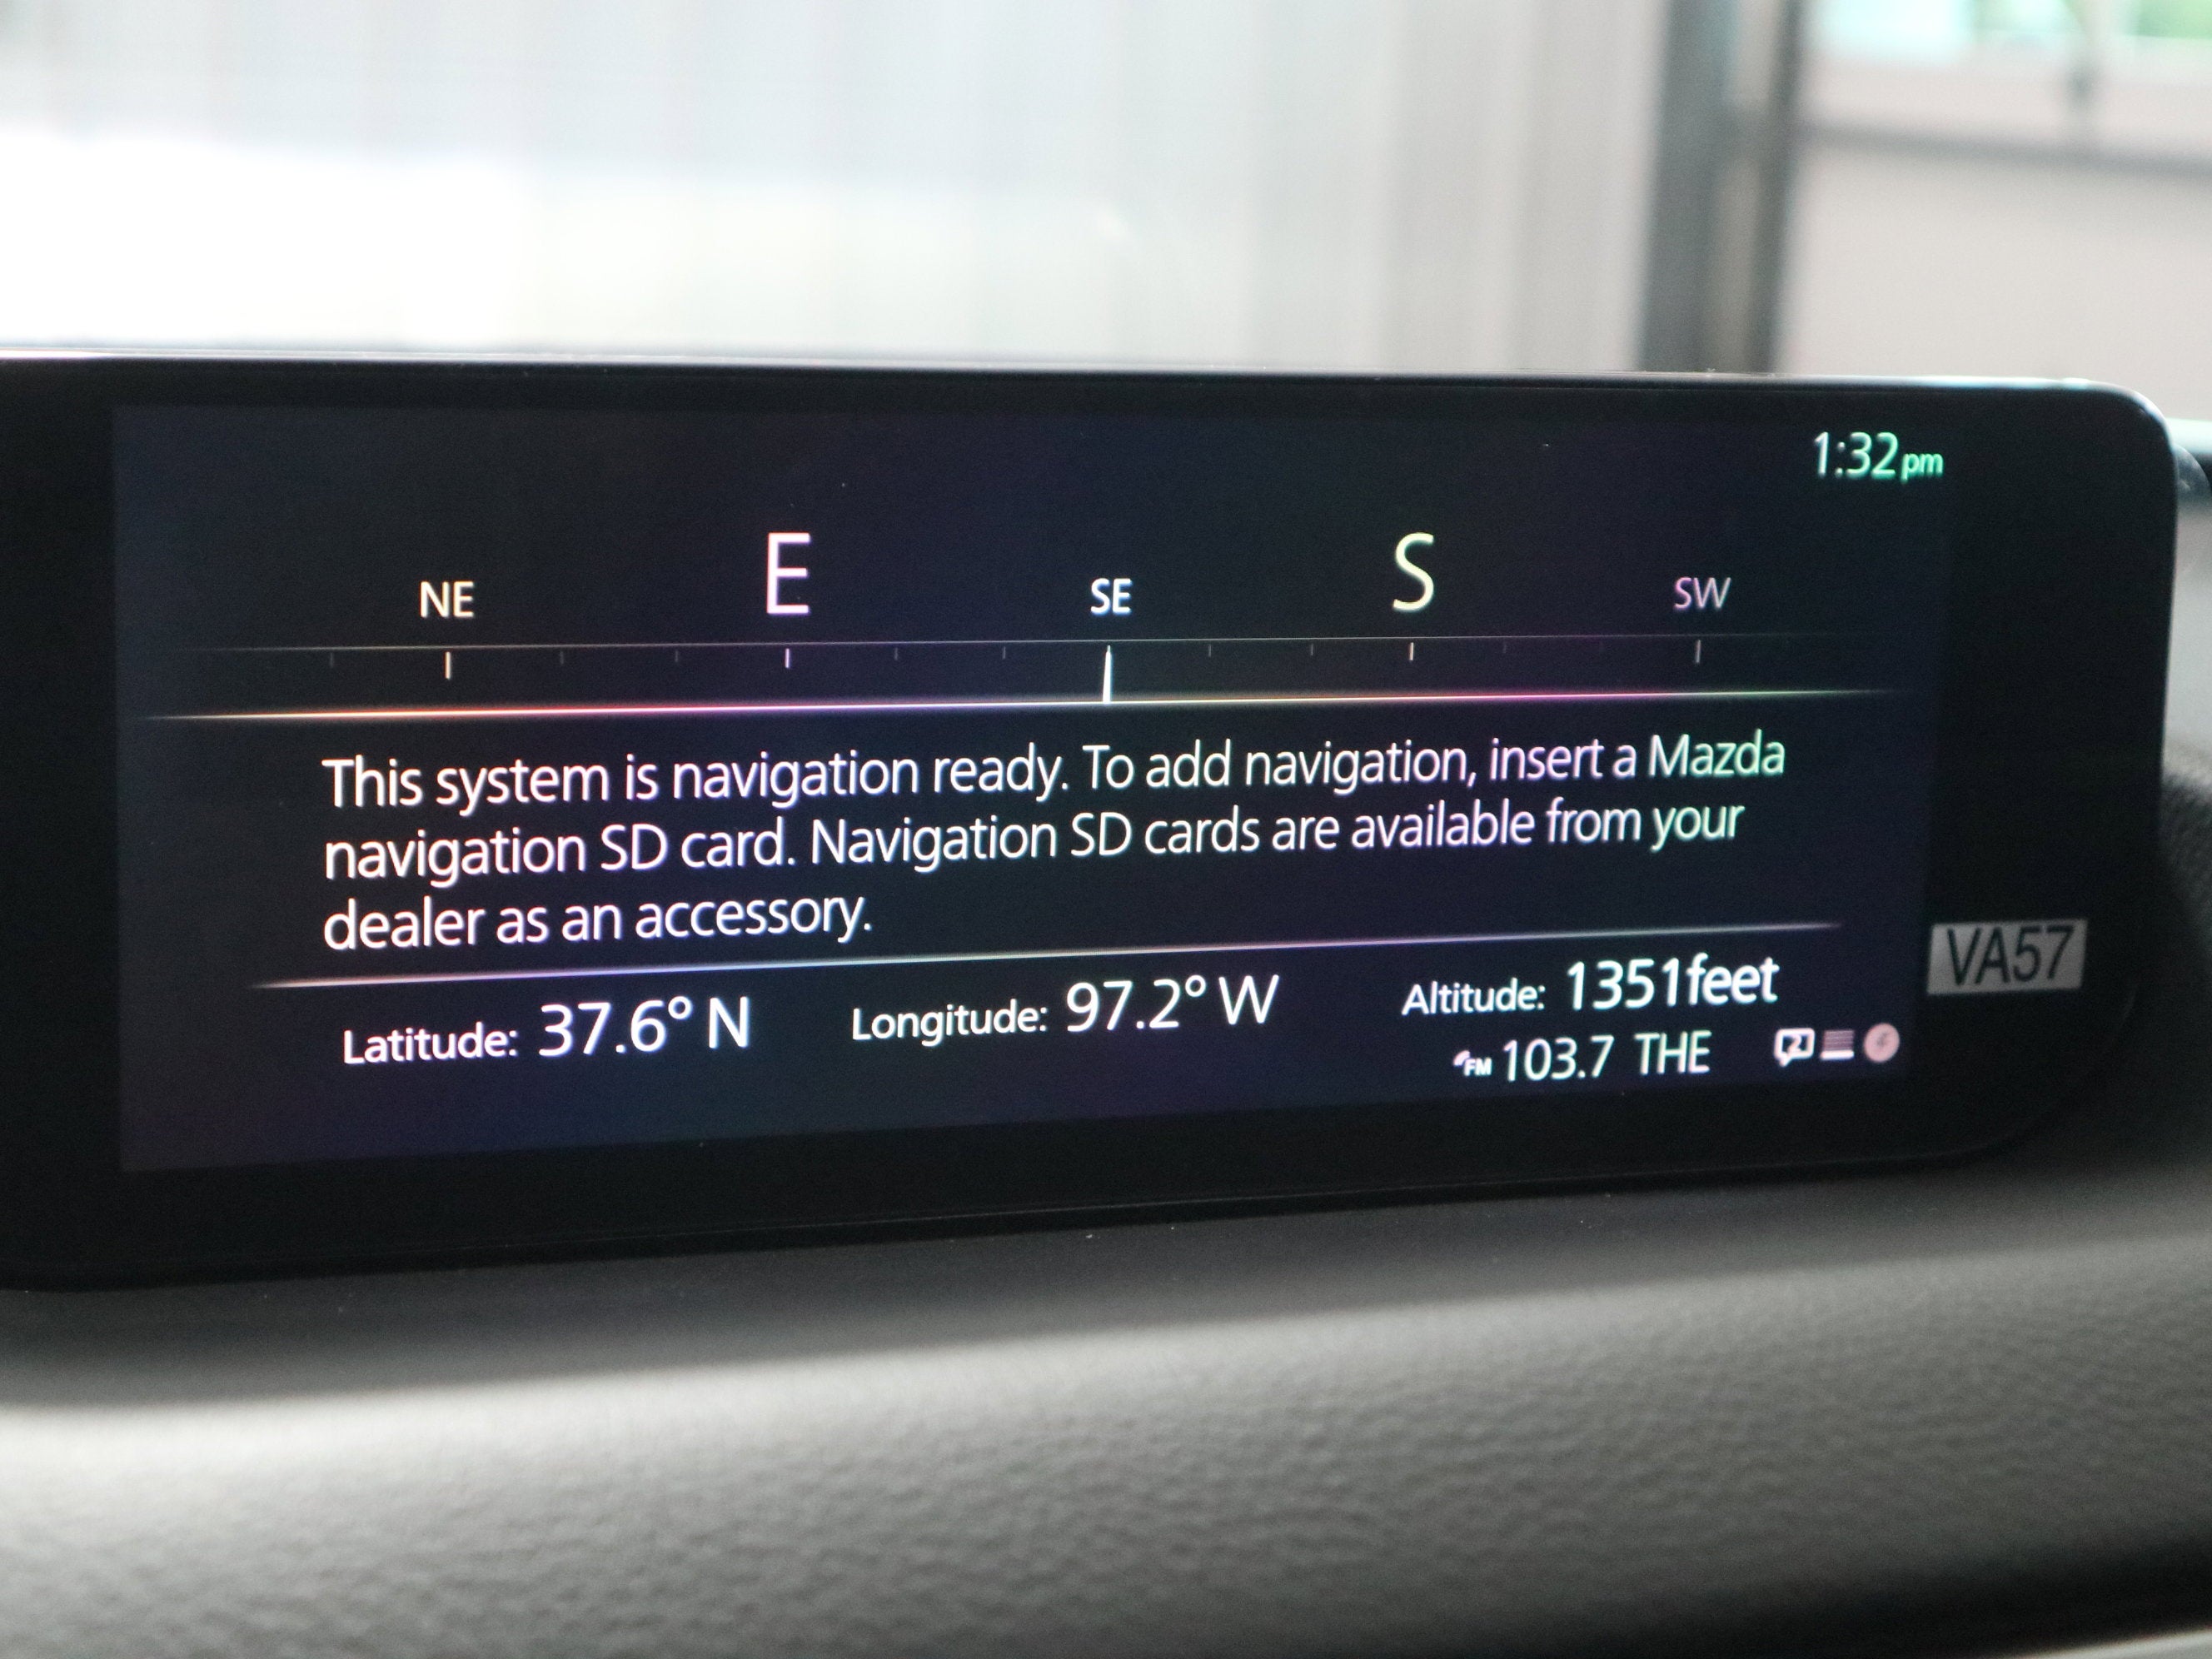 1:32pm
NE E SE S SW
This system is navigation ready. To add navigation, insert a Mazda
navigation SD card. Navigation SD cards are available from your
dealer as an accessory.
VA57
Latitude: 37.6° N Longitude: 97.2° W Altitude: 1351feet
FM 103.7 THE 2